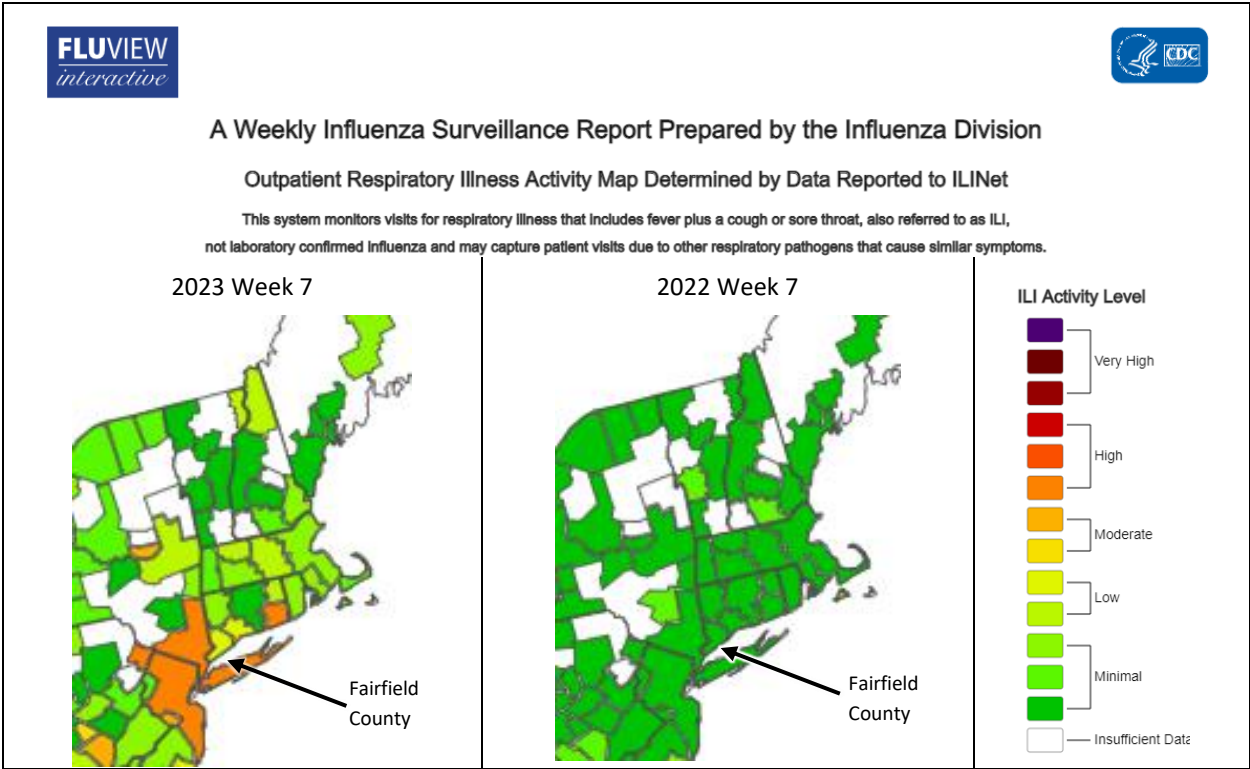 FLUVIEW
interactive
CDC
A Weekly Influenza Surveillance Report Prepared by the Influenza Division
Outpatient Respiratory Illness Activity Map Determined by Data Reported to ILINet
This system monitors visits for respiratory illness that includes fever plus a cough or sore throat, also referred to as ILI,
not laboratory confirmed influenza and may capture patient visits due to other respiratory pathogens that cause similar symptoms.
2023 Week 7
Fairfield
County
2022 Week 7
Fairfield
County
ILI Activity Level
Very High
High
Moderate
Low
Minimal
Insufficient Data